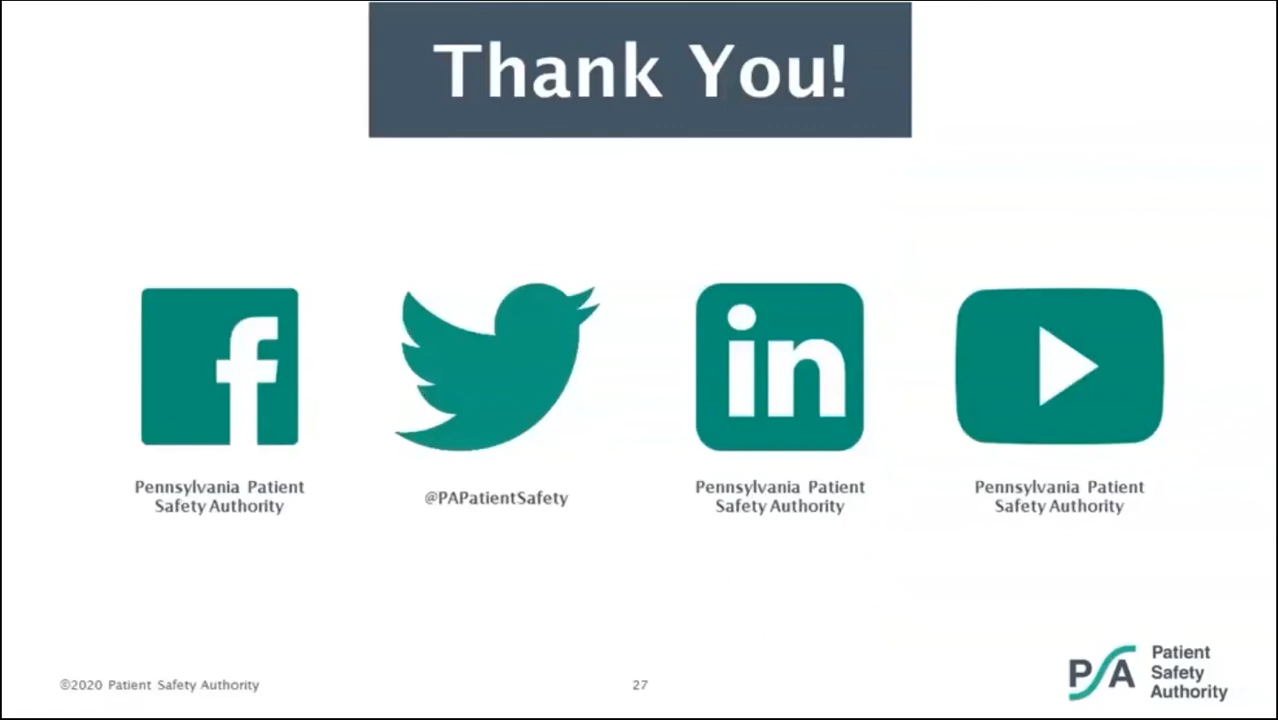 Thank You!
Pennsylvania Patient
Safety Authority
@PAPatientSafety
Pennsylvania Patient
Safety Authority
Pennsylvania Patient
Safety Authority
©2020 Patient Safety Authority
27
PSA
Patient
Safety
Authority